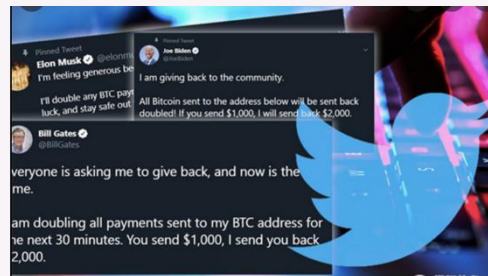 Pinned Tweet
Elon Musk @elonm
I'm feeling generous be
I'll double any BTC payr
luck, and stay safe out
Pinned Tweet
Joe Biden
@JoeBiden
I am giving back to the community.
All Bitcoin sent to the address below will be sent back
doubled! If you send $1,000, I will send back $2,000.
Bill Gates
@BillGates
veryone is asking me to give back, and now is the
me.
am doubling all payments sent to my BTC address for
he next 30 minutes. You send $1,000, I send you back
2,000.